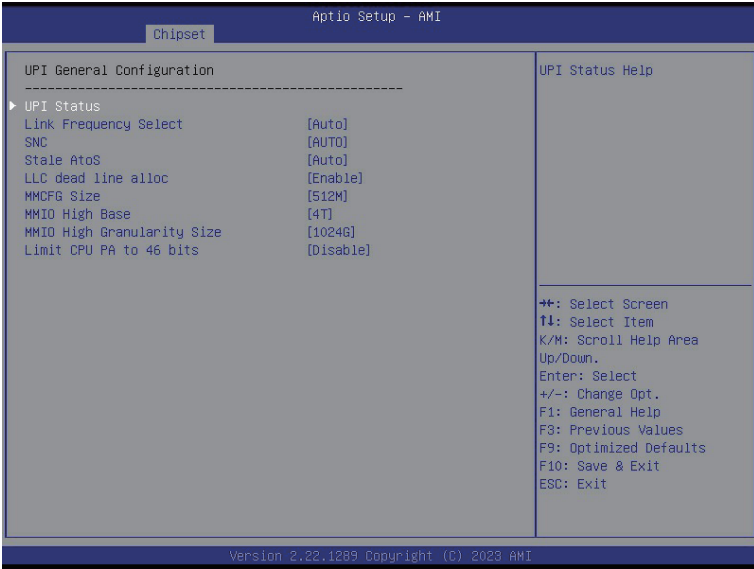 Aptio Setup – AMI
Chipset
UPI General Configuration
------------------------------------------------
UPI Status
Link Frequency Select [Auto]
SNC [AUTO]
Stale AtoS [Auto]
LLC dead line alloc [Enable]
MMCFG Size [512M]
MMIO High Base [4T]
MMIO High Granularity Size [1024G]
Limit CPU PA to 46 bits [Disable]
UPI Status Help
→←: Select Screen
↑↓: Select Item
K/M: Scroll Help Area
Up/Down.
Enter: Select
+/-: Change Opt.
F1: General Help
F3: Previous Values
F9: Optimized Defaults
F10: Save & Exit
ESC: Exit
Version 2.22.1289 Copyright (C) 2023 AMI